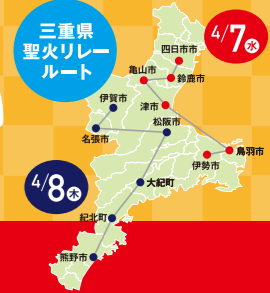 三重県
聖火リレー
ルート
4/7水
四日市市
亀山市
鈴鹿市
伊賀市
津市
松阪市
名張市
鳥羽市
伊勢市
4/8木
大紀町
紀北町
熊野市